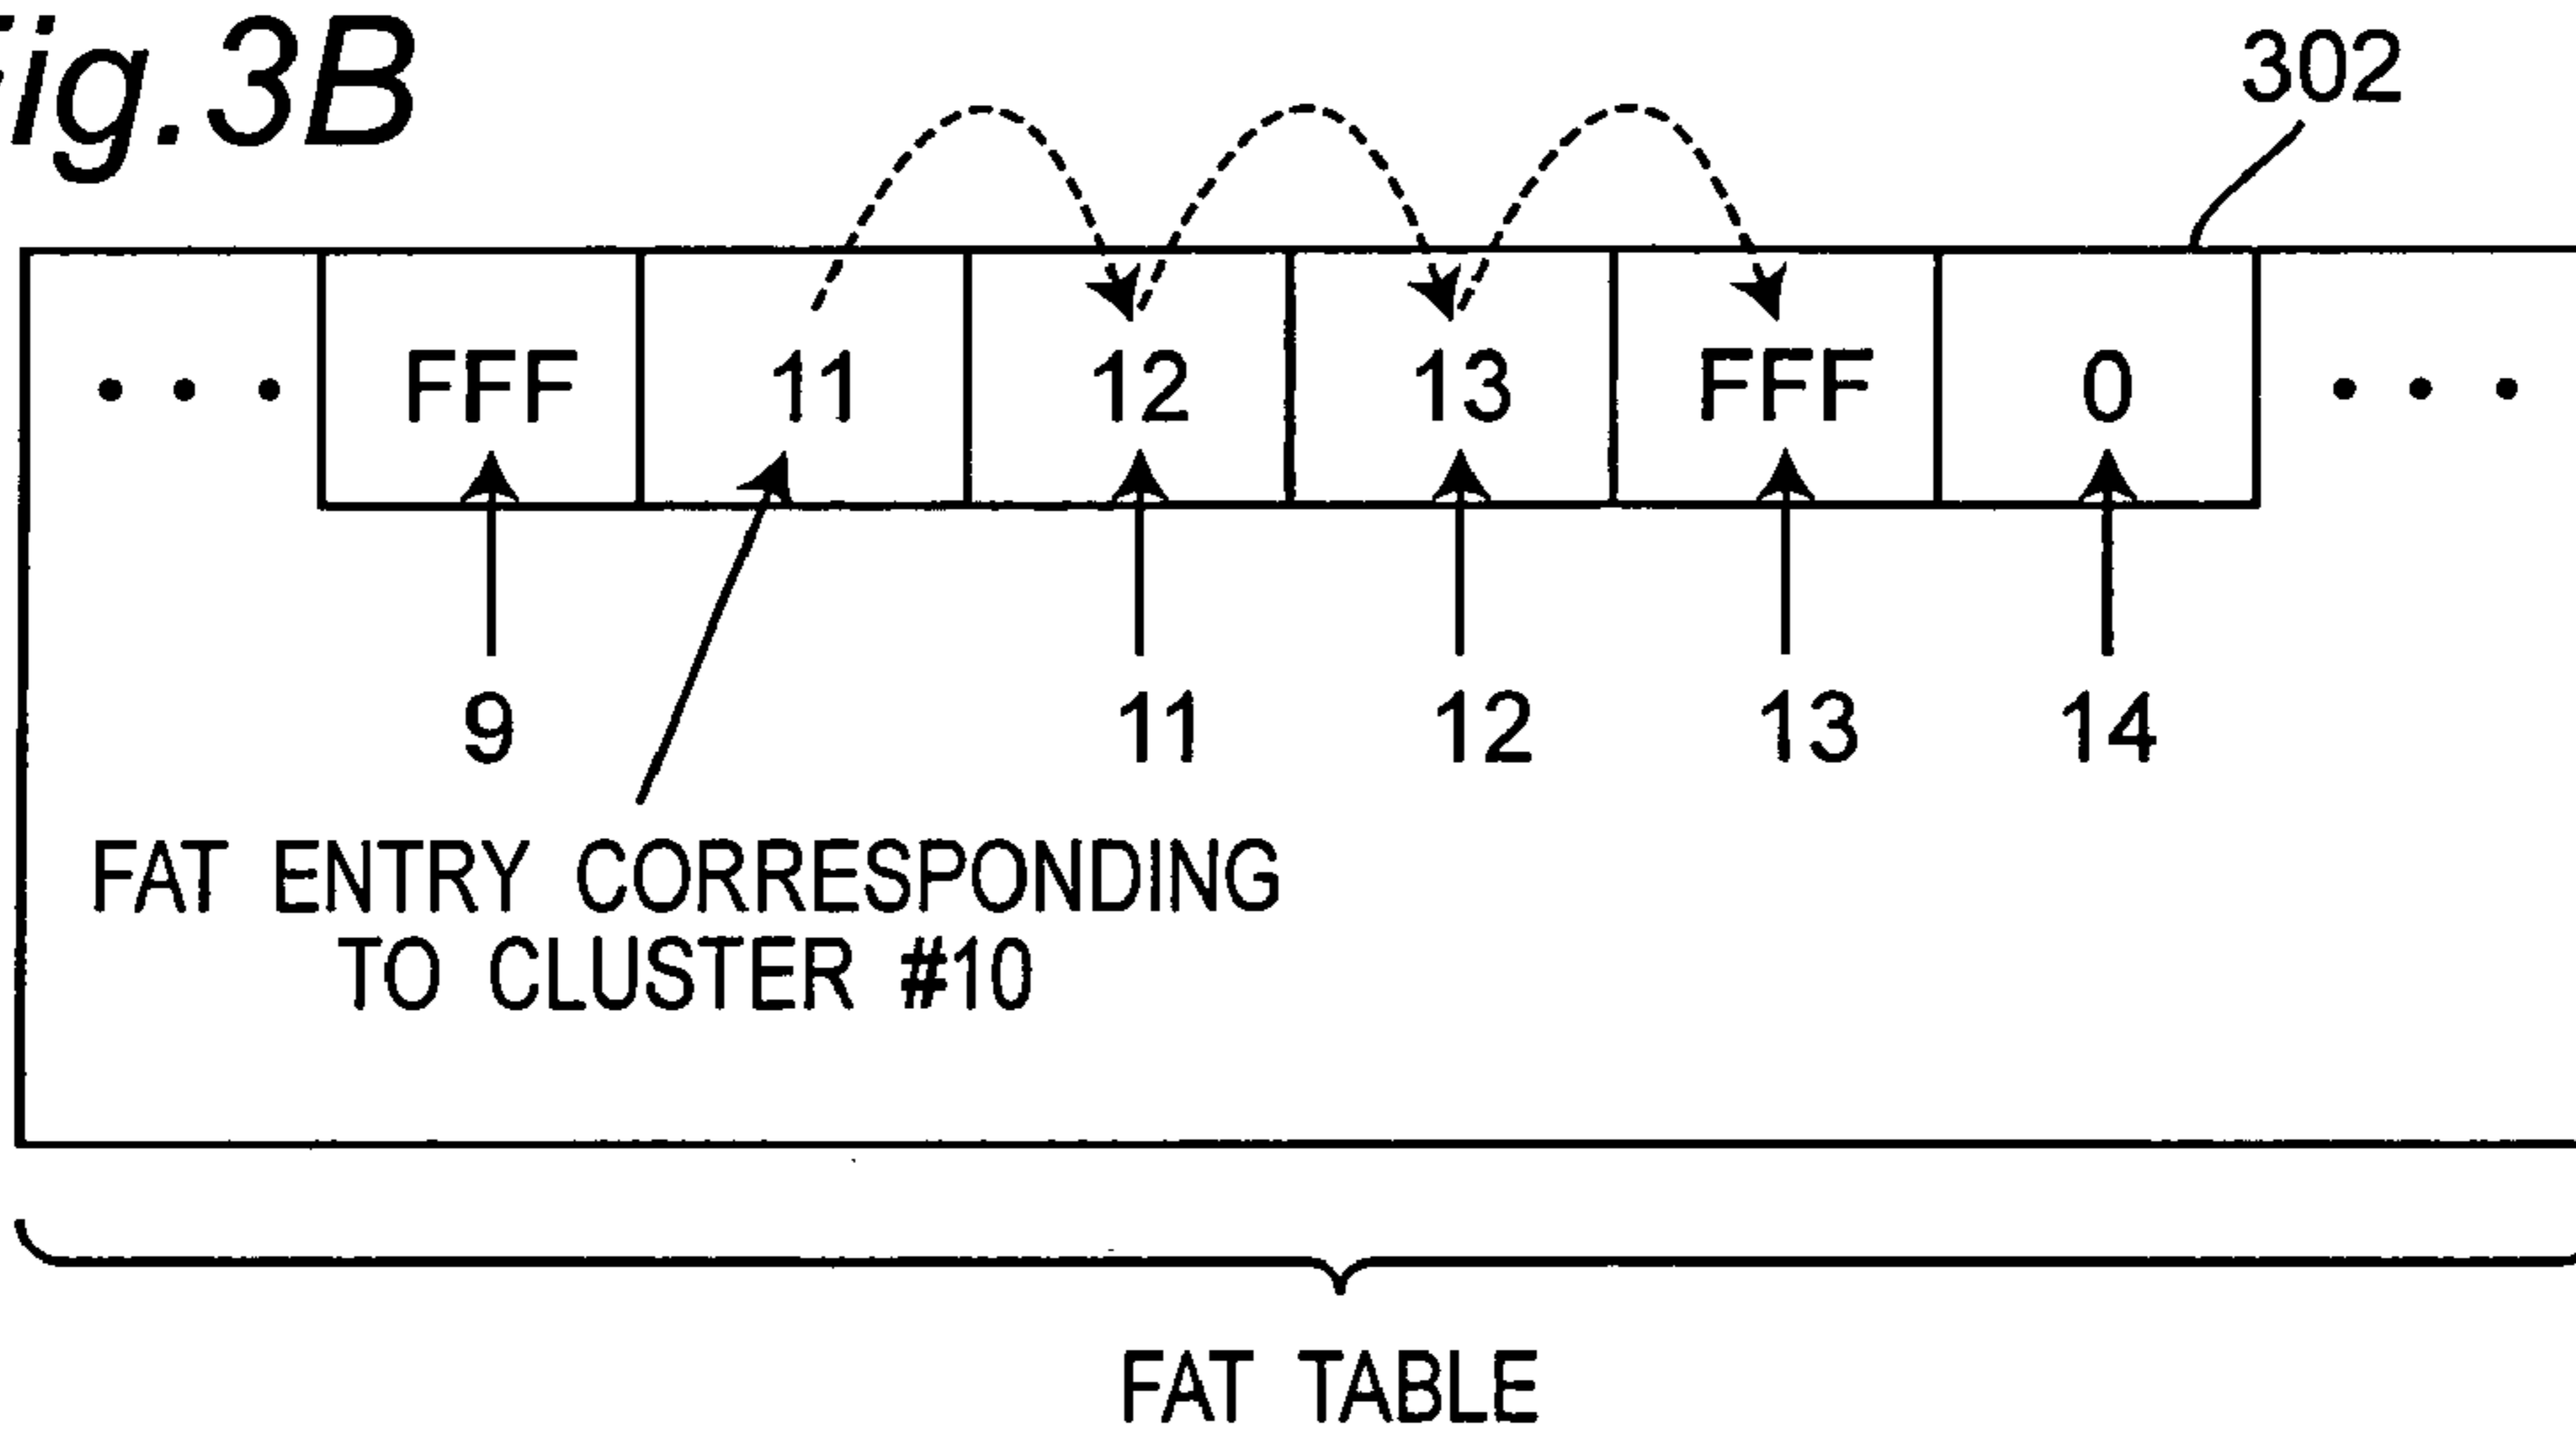 Fig.3B
302
• • • FFF 11 12 13 FFF 0 • • •
9 11 12 13 14
FAT ENTRY CORRESPONDING
TO CLUSTER #10
FAT TABLE